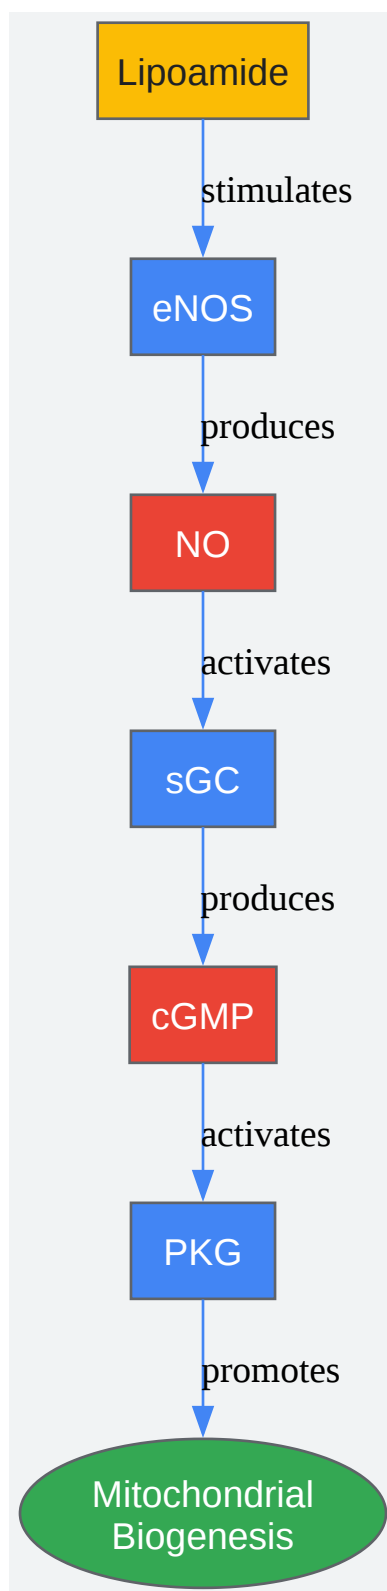 Lipoamide
stimulates
eNOS
produces
NO
activates
sGC
produces
cGMP
activates
PKG
promotes
Mitochondrial
Biogenesis